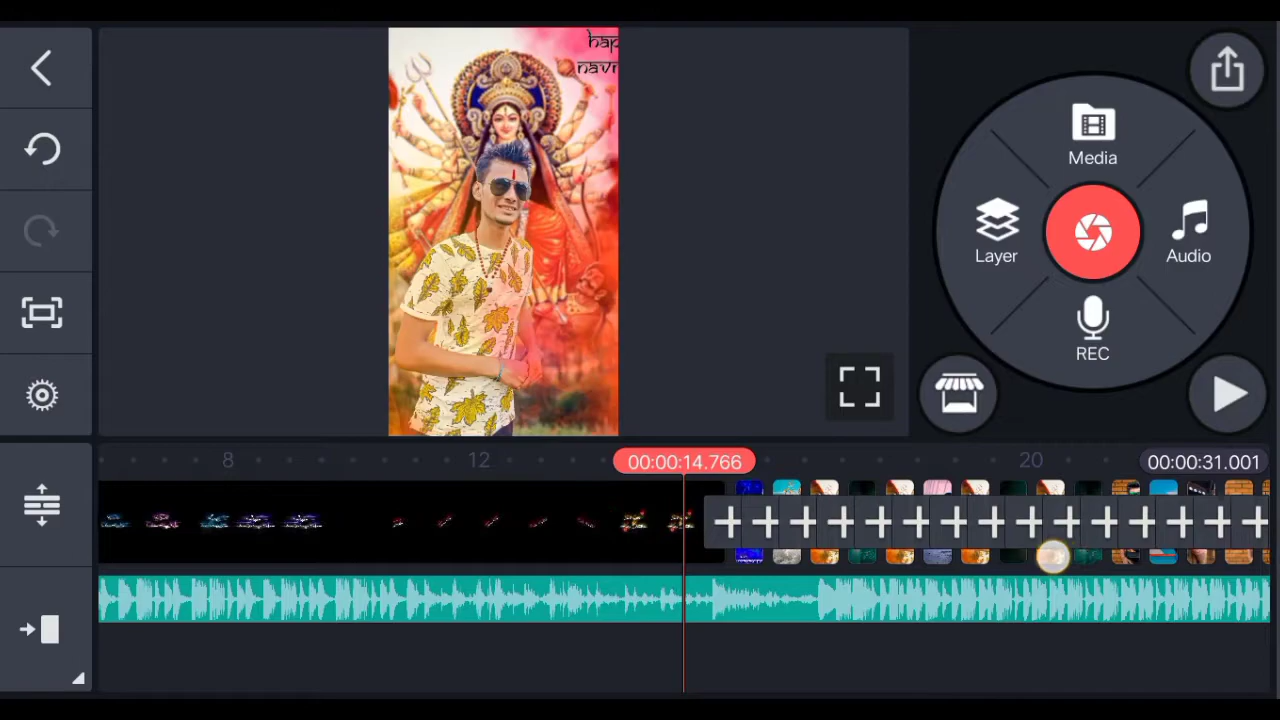 hap
navr
Media
Layer
Audio
REC
8
12
00:00:14.766
20
00:00:31.001